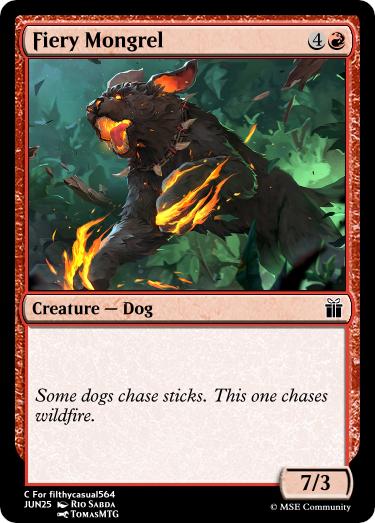 Fiery Mongrel 4
Creature — Dog
Some dogs chase sticks. This one chases
wildfire.
7/3
C For filthycasual564
JUN25 Rio Sabda
TomasMTG
© MSE Community